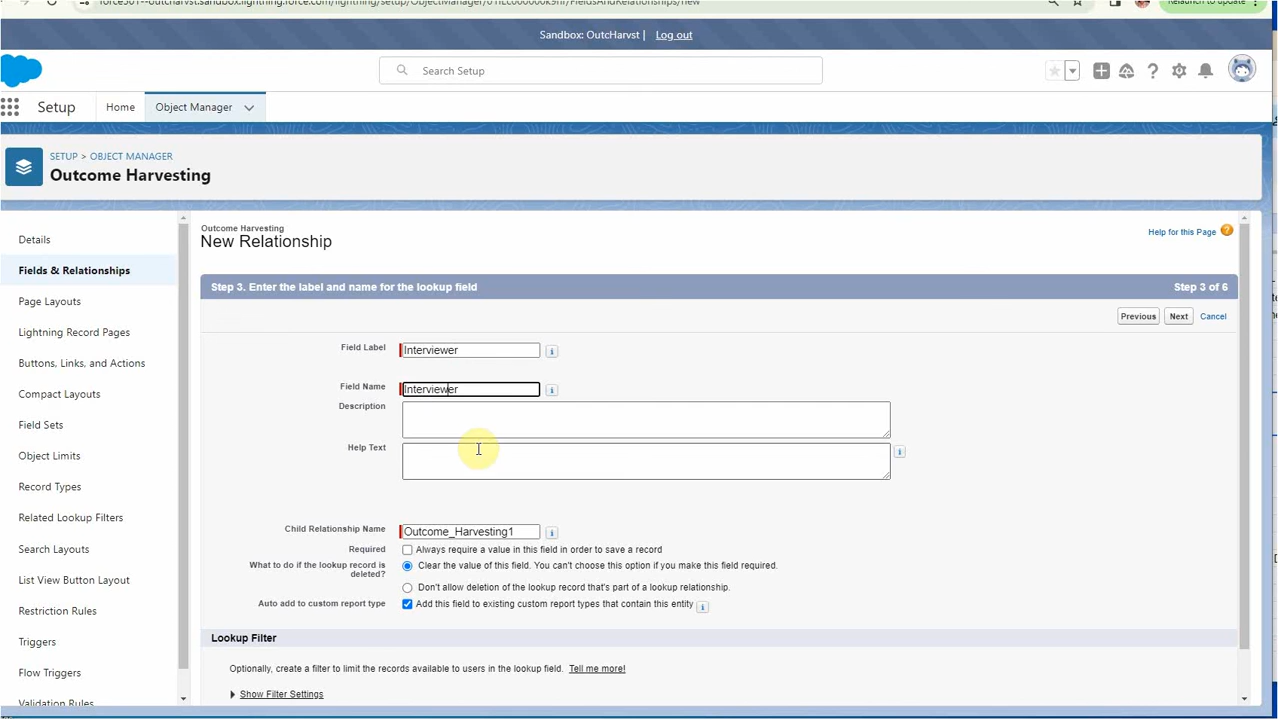 Relaunch to update
Sandbox: OutcHarvst | Log out
Search Setup
Setup
Home
Object Manager
SETUP > OBJECT MANAGER
Outcome Harvesting
Details
Fields & Relationships
Page Layouts
Lightning Record Pages
Buttons, Links, and Actions
Compact Layouts
Field Sets
Object Limits
Record Types
Related Lookup Filters
Search Layouts
List View Button Layout
Restriction Rules
Triggers
Flow Triggers
Validation Rules
Outcome Harvesting
New Relationship
Help for this Page
Step 3. Enter the label and name for the lookup field
Step 3 of 6
Previous
Next
Cancel
Field Label
Interviewer
Field Name
Interviewer
Description
Help Text
Child Relationship Name
Outcome_Harvesting1
Required
Always require a value in this field in order to save a record
What to do if the lookup record is
deleted?
Clear the value of this field. You can't choose this option if you make this field required.
Don't allow deletion of the lookup record that's part of a lookup relationship.
Auto add to custom report type
Add this field to existing custom report types that contain this entity
Lookup Filter
Optionally, create a filter to limit the records available to users in the lookup field. Tell me more!
Show Filter Settings